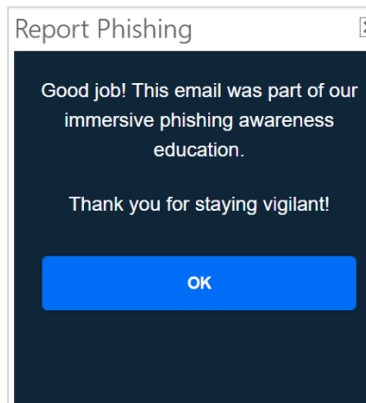 Report Phishing
Good job! This email was part of our
immersive phishing awareness
education.
Thank you for staying vigilant!
OK